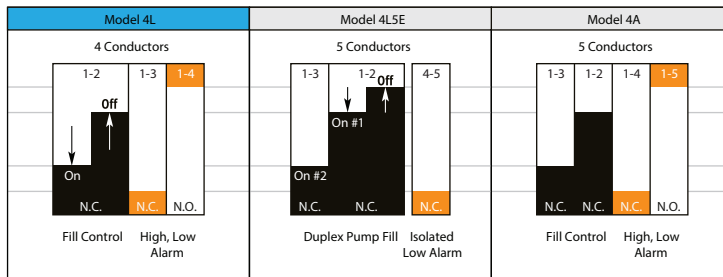 Model 4L
4 Conductors
1-2 1-3 1-4
Off
On
N.C. N.C. N.O.
Fill Control High, Low
Alarm
Model 4L5E
5 Conductors
1-3 1-2 4-5
Off
On #1
On #2
N.C. N.C. N.C.
Duplex Pump Fill Isolated
Low Alarm
Model 4A
5 Conductors
1-3 1-2 1-4 1-5
N.C. N.C. N.O.
Fill Control High, Low
Alarm